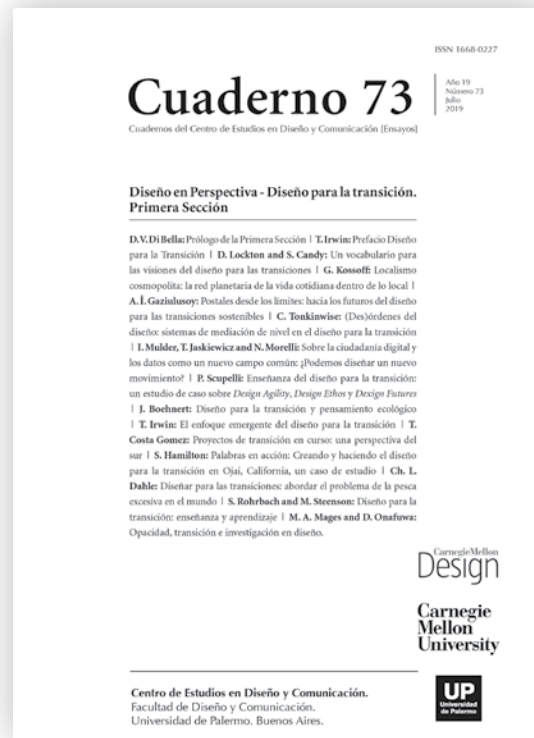 ISSN 1668-0227
Cuaderno 73
Año 19
Número 73
Julio
2019
Cuadernos del Centro de Estudios en Diseño y Comunicación [Ensayos]
Diseño en Perspectiva - Diseño para la transición.
Primera Sección
D.V. Di Bella: Prólogo de la Primera Sección | T. Irwin: Prefacio Diseño
para la Transición | D. Lockton and S. Candy: Un vocabulario para
las visiones del diseño para las transiciones | G. Kossoff: Localismo
cosmopolita: la red planetaria de la vida cotidiana dentro de lo local |
A. İ. Gaziulusoy: Postales desde los límites: hacia los futuros del diseño
para las transiciones sostenibles | C. Tonkinwise: (Des)órdenes del
diseño: sistemas de mediación de nivel en el diseño para la transición
| I. Mulder, T. Jaskiewicz and N. Morelli: Sobre la ciudadanía digital y
los datos como un nuevo campo común: ¿Podemos diseñar un nuevo
movimiento? | P. Scupelli: Enseñanza del diseño para la transición:
un estudio de caso sobre Design Agility, Design Ethos y Dexign Futures
| J. Boehnert: Diseño para la transición y pensamiento ecológico
| T. Irwin: El enfoque emergente del diseño para la transición | T.
Costa Gomez: Proyectos de transición en curso: una perspectiva del
sur | S. Hamilton: Palabras en acción: Creando y haciendo el diseño
para la transición en Ojai, California, un caso de estudio | Ch. L.
Dahle: Diseñar para las transiciones: abordar el problema de la pesca
excesiva en el mundo | S. Rohrbach and M. Steenson: Diseño para la
transición: enseñanza y aprendizaje | M. A. Mages and D. Onafuwa:
Opacidad, transición e investigación en diseño.
CarnegieMellon
Design
Carnegie
Mellon
University
Centro de Estudios en Diseño y Comunicación.
Facultad de Diseño y Comunicación.
Universidad de Palermo. Buenos Aires.
UP
Universidad
de Palermo